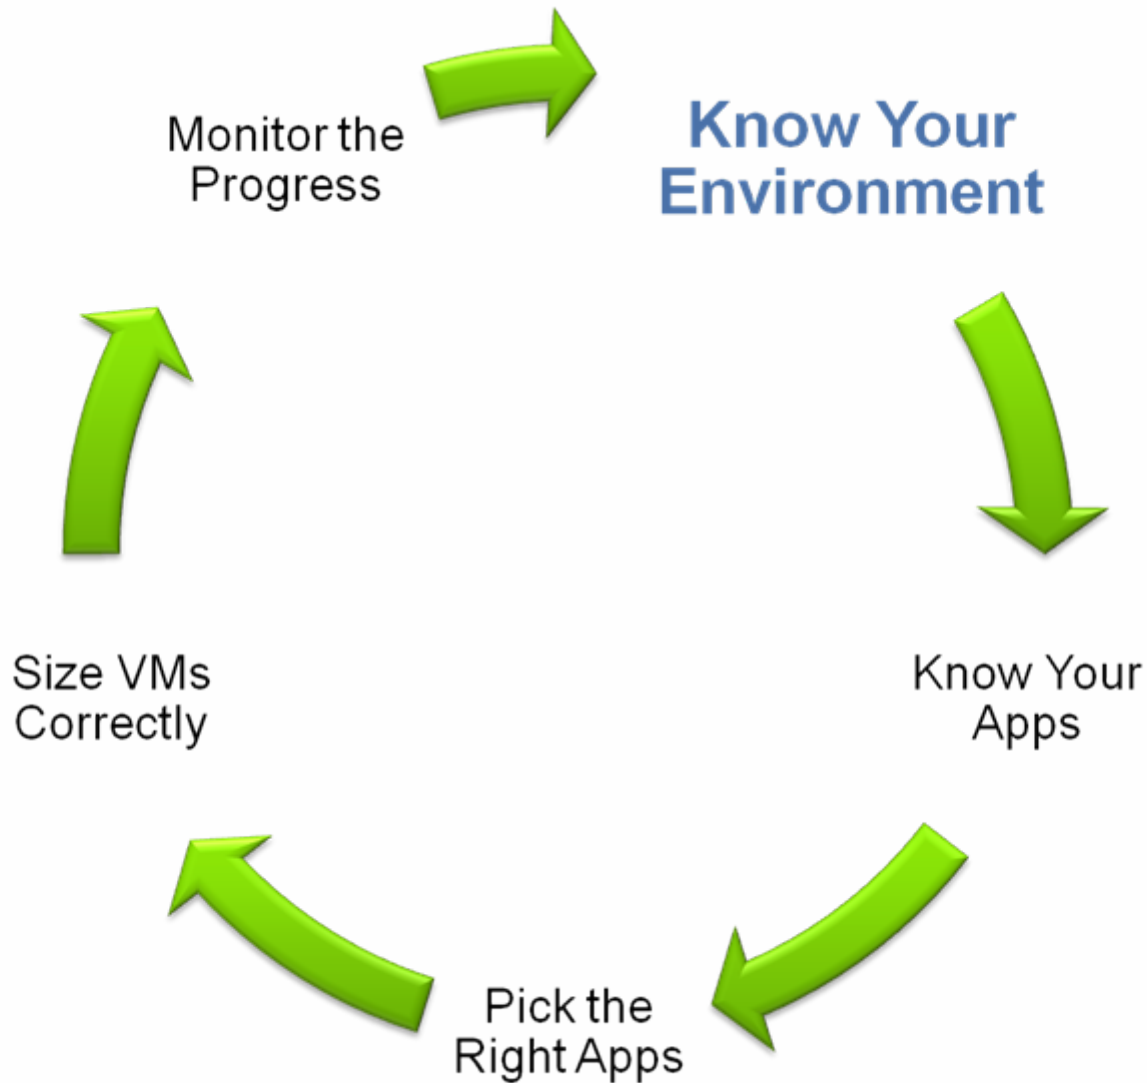 Know Your
Environment
Know Your
Apps
Pick the
Right Apps
Size VMs
Correctly
Monitor the
Progress